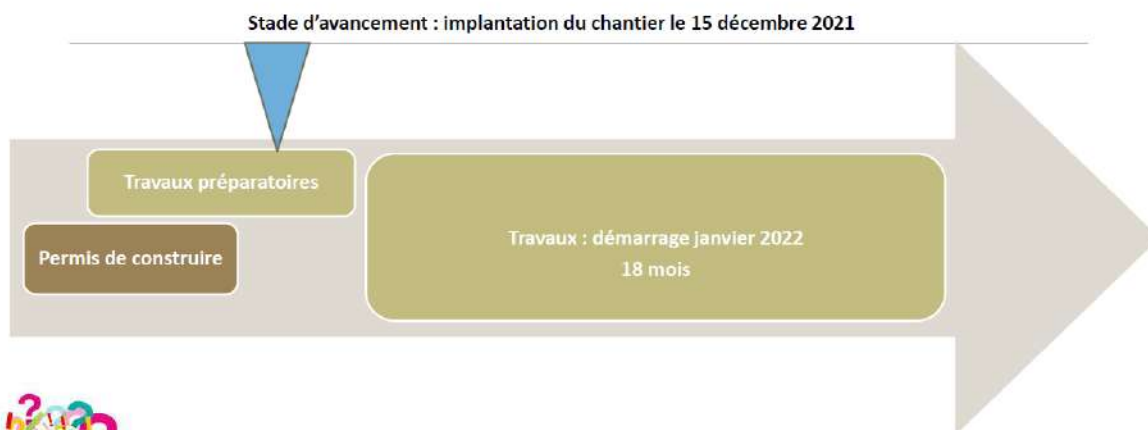 Stade d’avancement : implantation du chantier le 15 décembre 2021
Travaux préparatoires
Permis de construire
Travaux : démarrage janvier 2022
18 mois